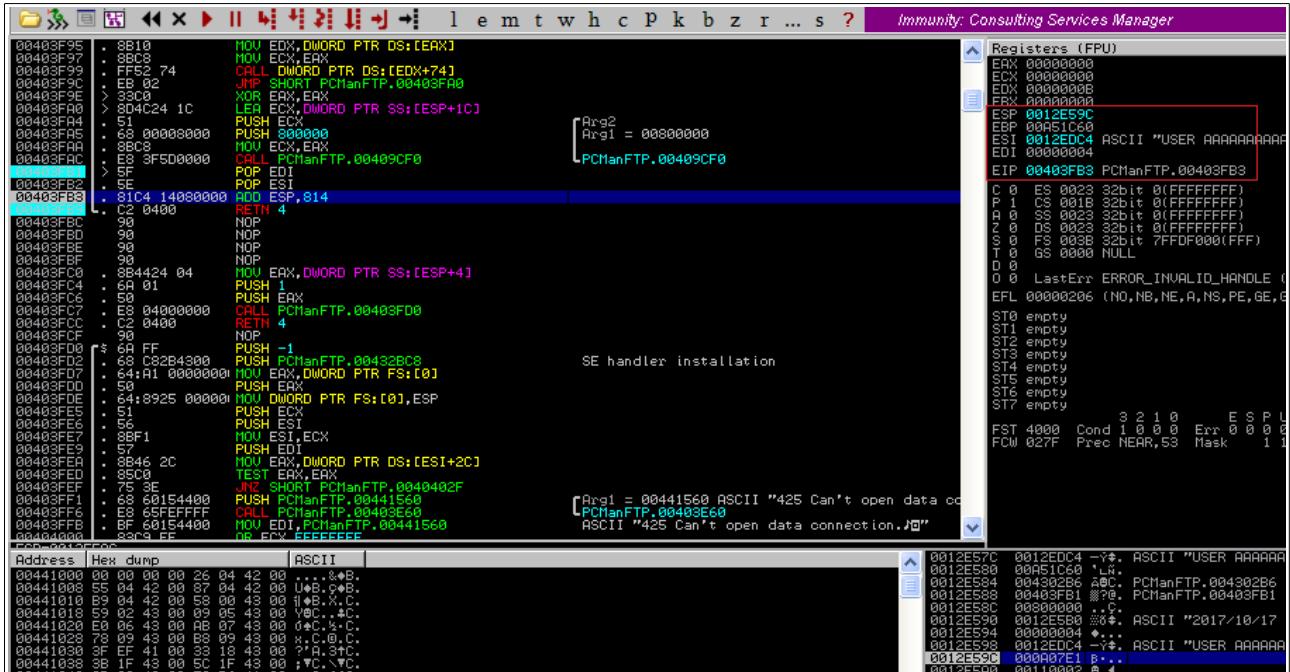 l e m t w h c P k b z r ... s ? Immunity: Consulting Services Manager
00403F95 . 8B10 MOV EDX,DWORD PTR DS:[EAX]
00403F97 . 8BC8 MOV ECX,EAX
00403F99 . FF52 74 CALL DWORD PTR DS:[EDX+74]
00403F9C . EB 02 JMP SHORT PCManFTP.00403FA0
00403F9E > 33C0 XOR EAX,EAX
00403FA0 > 8D4C24 1C LEA ECX,DWORD PTR SS:[ESP+1C]
00403FA4 . 51 PUSH ECX Arg2
00403FA5 . 68 00008000 PUSH 800000 Arg1 = 00800000
00403FAA . 8BC8 MOV ECX,EAX
00403FAC . E8 3F5D0000 CALL PCManFTP.00409CF0 PCManFTP.00409CF0
> 5F POP EDI
00403FB2 . 5E POP ESI
00403FB3 . 81C4 14080000 ADD ESP,814
. C2 0400 RETN 4
00403FBC 90 NOP
00403FBD 90 NOP
00403FBE 90 NOP
00403FBF 90 NOP
00403FC0 . 8B4424 04 MOV EAX,DWORD PTR SS:[ESP+4]
00403FC4 . 6A 01 PUSH 1
00403FC6 . 50 PUSH EAX
00403FC7 . E8 04000000 CALL PCManFTP.00403FD0
00403FCC . C2 0400 RETN 4
00403FCF 90 NOP
00403FD0 $ 6A FF PUSH -1
00403FD2 . 68 C82B4300 PUSH PCManFTP.00432BC8 SE handler installation
00403FD7 . 64:A1 0000000 MOV EAX,DWORD PTR FS:[0]
00403FDD . 50 PUSH EAX
00403FDE . 64:8925 00000 MOV DWORD PTR FS:[0],ESP
00403FE5 . 51 PUSH ECX
00403FE6 . 56 PUSH ESI
00403FE7 . 8BF1 MOV ESI,ECX
00403FE9 . 57 PUSH EDI
00403FEA . 8B46 2C MOV EAX,DWORD PTR DS:[ESI+2C]
00403FED . 85C0 TEST EAX,EAX
00403FEF . 75 3E JNZ SHORT PCManFTP.0040402F
00403FF1 . 68 60154400 PUSH PCManFTP.00441560 Arg1 = 00441560 ASCII "425 Can't open data co
00403FF6 . E8 65FEFFFF CALL PCManFTP.00403E60 PCManFTP.00403E60
00403FFB . BF 60154400 MOV EDI,PCManFTP.00441560 ASCII "425 Can't open data connection.♪◙"
00404000 . 83C9 FF OR ECX,FFFFFFFF
Registers (FPU)
EAX 00000000
ECX 00000000
EDX 0000000B
EBX 00000000
ESP 0012E59C
EBP 00A51C60
ESI 0012EDC4 ASCII "USER AAAAAAAAAA
EDI 00000004
EIP 00403FB3 PCManFTP.00403FB3
C 0 ES 0023 32bit 0(FFFFFFFF)
P 1 CS 001B 32bit 0(FFFFFFFF)
A 0 SS 0023 32bit 0(FFFFFFFF)
Z 0 DS 0023 32bit 0(FFFFFFFF)
S 0 FS 003B 32bit 7FFDF000(FFF)
T 0 GS 0000 NULL
D 0
O 0 LastErr ERROR_INVALID_HANDLE (
EFL 00000206 (NO,NB,NE,A,NS,PE,GE,G
ST0 empty
ST1 empty
ST2 empty
ST3 empty
ST4 empty
ST5 empty
ST6 empty
ST7 empty
3 2 1 0 E S P U
FST 4000 Cond 1 0 0 0 Err 0 0 0 0
FCW 027F Prec NEAR,53 Mask 1 1
Address Hex dump ASCII
00441000 00 00 00 00 26 04 42 00 ....&♦B.
00441008 55 04 42 00 87 04 42 00 U♦B.ç♦B.
00441010 B9 04 42 00 58 00 43 00
00441018 59 02 43 00 09 05 43 00
00441020 E0 06 43 00 AB 07 43 00
00441028 78 09 43 00 B8 09 43 00
00441030 3F EF 41 00 33 18 43 00
00441038 3B 1F 43 00 5C 1F 43 00 ;▼C.\▼C.
0012E57C 0012EDC4 ASCII "USER AAAAAA
0012E580 00A51C60
0012E584 004302B6 PCManFTP.004302B6
0012E588 00403FB1 PCManFTP.00403FB1
0012E58C 00800000 ..Ç.
0012E590 0012E5B0 ASCII "2017/10/17
0012E594 00000004 ♦...
0012E598 0012EDC4 ASCII "USER AAAAAA
0012E59C 000A07E1
0012E5A0 00110002